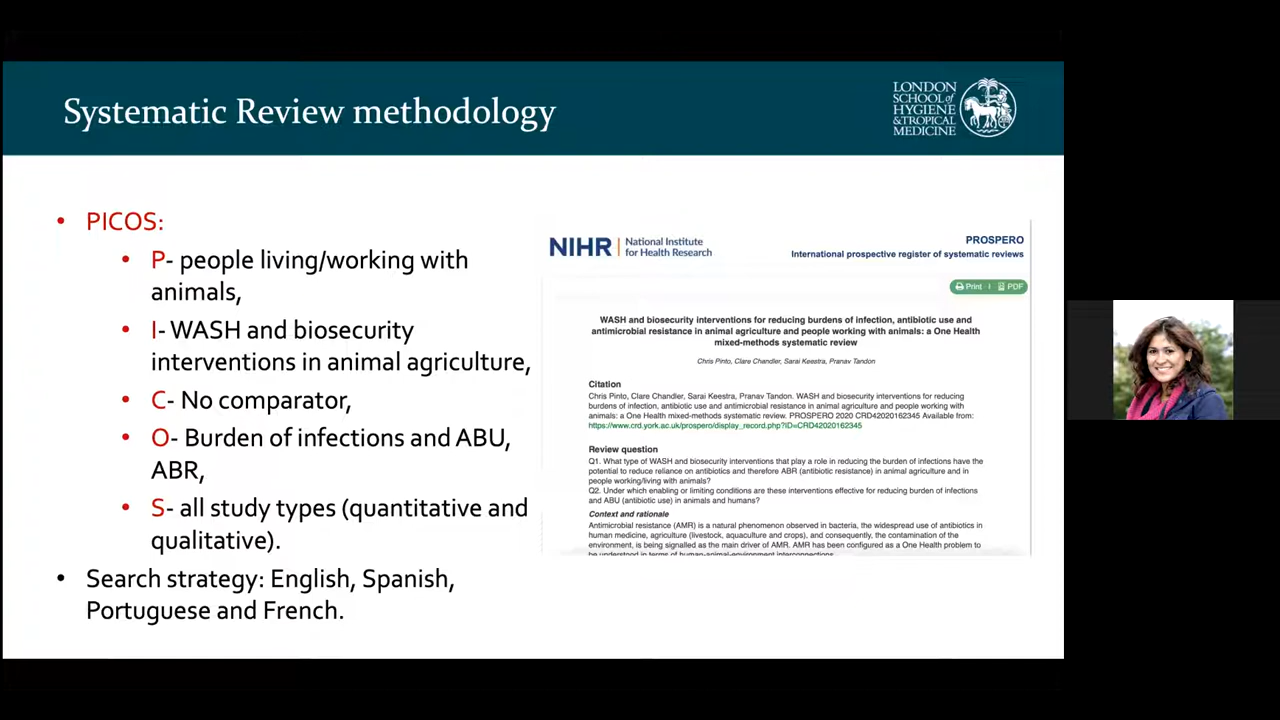 Systematic Review methodology
LONDON
SCHOOL of
HYGIENE
& TROPICAL
MEDICINE
• PICOS:
• P- people living/working with
animals,
• I- WASH and biosecurity
interventions in animal agriculture,
• C- No comparator,
• O- Burden of infections and ABU,
ABR,
• S- all study types (quantitative and
qualitative).
• Search strategy: English, Spanish,
Portuguese and French.
NIHR | National Institute
for Health Research
PROSPERO
International prospective register of systematic reviews
Print | PDF
WASH and biosecurity interventions for reducing burdens of infection, antibiotic use and
antimicrobial resistance in animal agriculture and people working with animals: a One Health
mixed-methods systematic review
Chris Pinto, Clare Chandler, Sarai Keestra, Pranav Tandon
Citation
Chris Pinto, Clare Chandler, Sarai Keestra, Pranav Tandon. WASH and biosecurity interventions for reducing
burdens of infection, antibiotic use and antimicrobial resistance in animal agriculture and people working with
animals: a One Health mixed-methods systematic review. PROSPERO 2020 CRD42020162345 Available from:
https://www.crd.york.ac.uk/prospero/display_record.php?ID=CRD42020162345
Review question
Q1. What type of WASH and biosecurity interventions that play a role in reducing the burden of infections have the
potential to reduce reliance on antibiotics and therefore ABR (antibiotic resistance) in animal agriculture and in
people working/living with animals?
Q2. Under which enabling or limiting conditions are these interventions effective for reducing burden of infections
and ABU (antibiotic use) in animals and humans?
Context and rationale
Antimicrobial resistance (AMR) is a natural phenomenon observed in bacteria, the widespread use of antibiotics in
human medicine, agriculture (livestock, aquaculture and crops), and consequently, the contamination of the
environment, is being signalled as the main driver of AMR. AMR has been configured as a One Health problem to
be understood in terms of human-animal-environment interconnections.